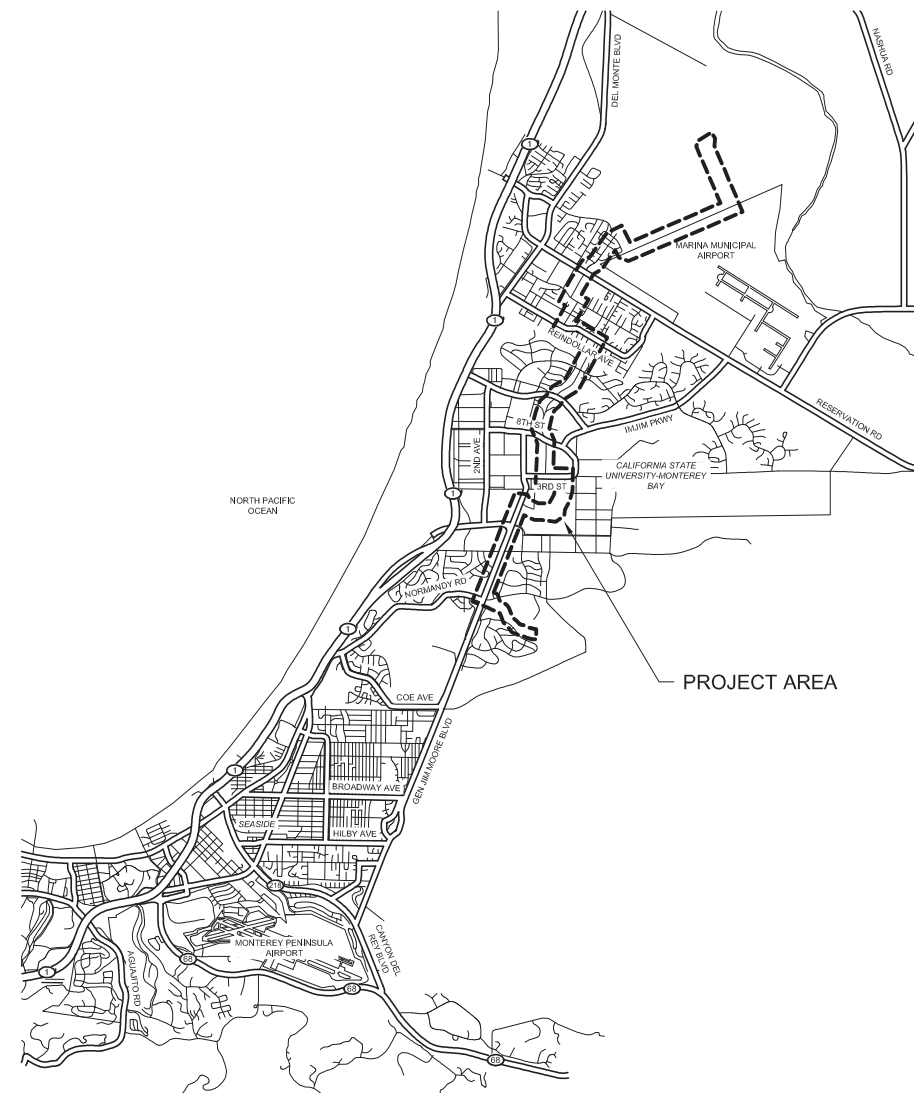 NASHUA RD
DEL MONTE BLVD
1
MARINA MUNICIPAL
AIRPORT
1
REINDOLLAR AVE
RESERVATION RD
8TH ST
IMJIM PKWY
2ND AVE
CALIFORNIA STATE
UNIVERSITY-MONTEREY
BAY
3RD ST
1
NORTH PACIFIC
OCEAN
NORMANDY RD
1
PROJECT AREA
COE AVE
GEN JIM MOORE BLVD
1
BROADWAY AVE
SEASIDE
HILBY AVE
218
CANYON DEL
REY BLVD
MONTEREY PENINSULA
AIRPORT
68
AGUAJITO RD
1
68
68